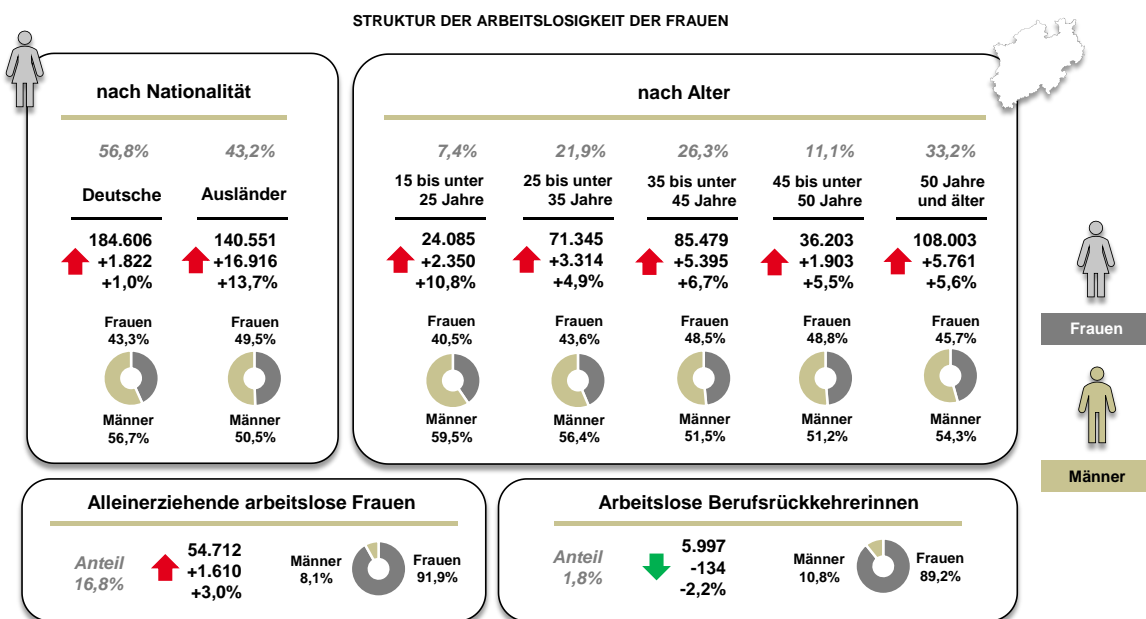 STRUKTUR DER ARBEITSLOSIGKEIT DER FRAUEN
nach Nationalität
56,8%
43,2%
Deutsche
Ausländer
184.606
+1.822
+1,0%
140.551
+16.916
+13,7%
Frauen
43,3%
Frauen
49,5%
Männer
56,7%
Männer
50,5%
nach Alter
7,4%
21,9%
26,3%
11,1%
33,2%
15 bis unter
25 Jahre
25 bis unter
35 Jahre
35 bis unter
45 Jahre
45 bis unter
50 Jahre
50 Jahre
und älter
24.085
+2.350
+10,8%
71.345
+3.314
+4,9%
85.479
+5.395
+6,7%
36.203
+1.903
+5,5%
108.003
+5.761
+5,6%
Frauen
40,5%
Frauen
43,6%
Frauen
48,5%
Frauen
48,8%
Frauen
45,7%
Männer
59,5%
Männer
56,4%
Männer
51,5%
Männer
51,2%
Männer
54,3%
Frauen
Männer
Alleinerziehende arbeitslose Frauen
Anteil
16,8%
54.712
+1.610
+3,0%
Männer
8,1%
Frauen
91,9%
Arbeitslose Berufsrückkehrerinnen
Anteil
1,8%
5.997
-134
-2,2%
Männer
10,8%
Frauen
89,2%